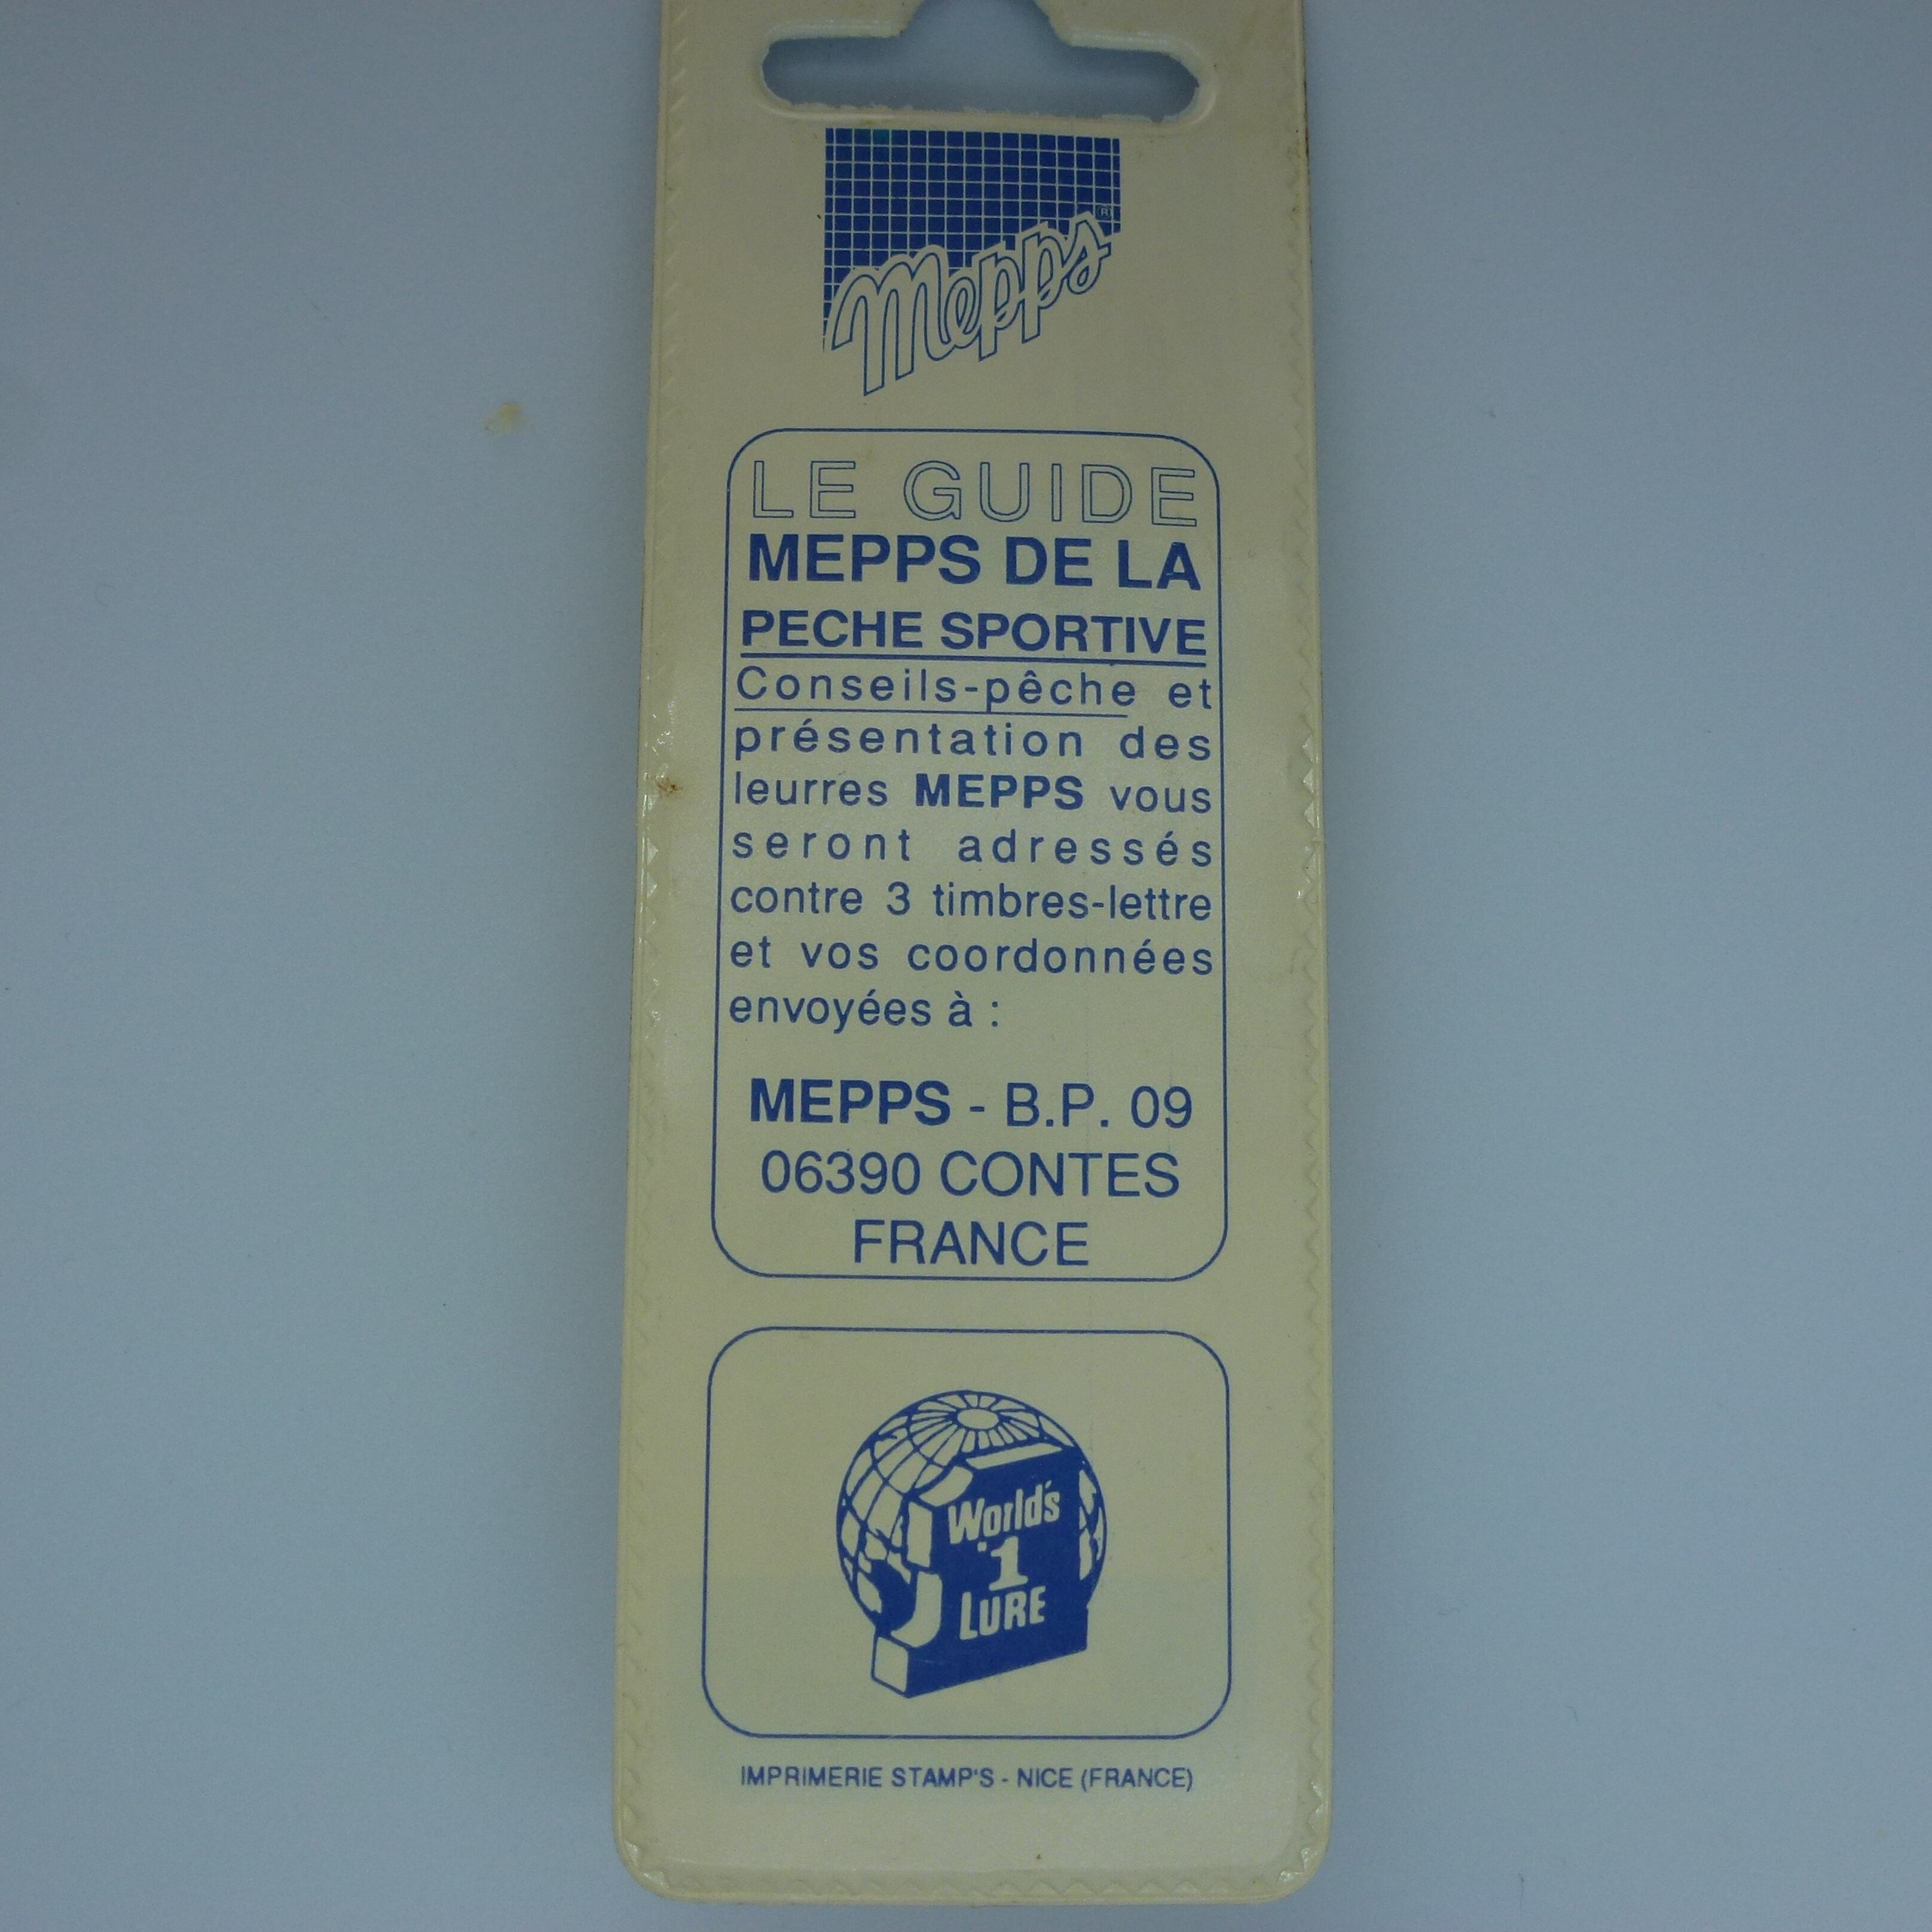 Mepps ®
LE GUIDE
MEPPS DE LA
PECHE SPORTIVE
Conseils-pêche et
présentation des
leurres MEPPS vous
seront adressés
contre 3 timbres-lettre
et vos coordonnées
envoyées à :
MEPPS - B.P. 09
06390 CONTES
FRANCE
World's
1
LURE
IMPRIMERIE STAMP'S - NICE (FRANCE)